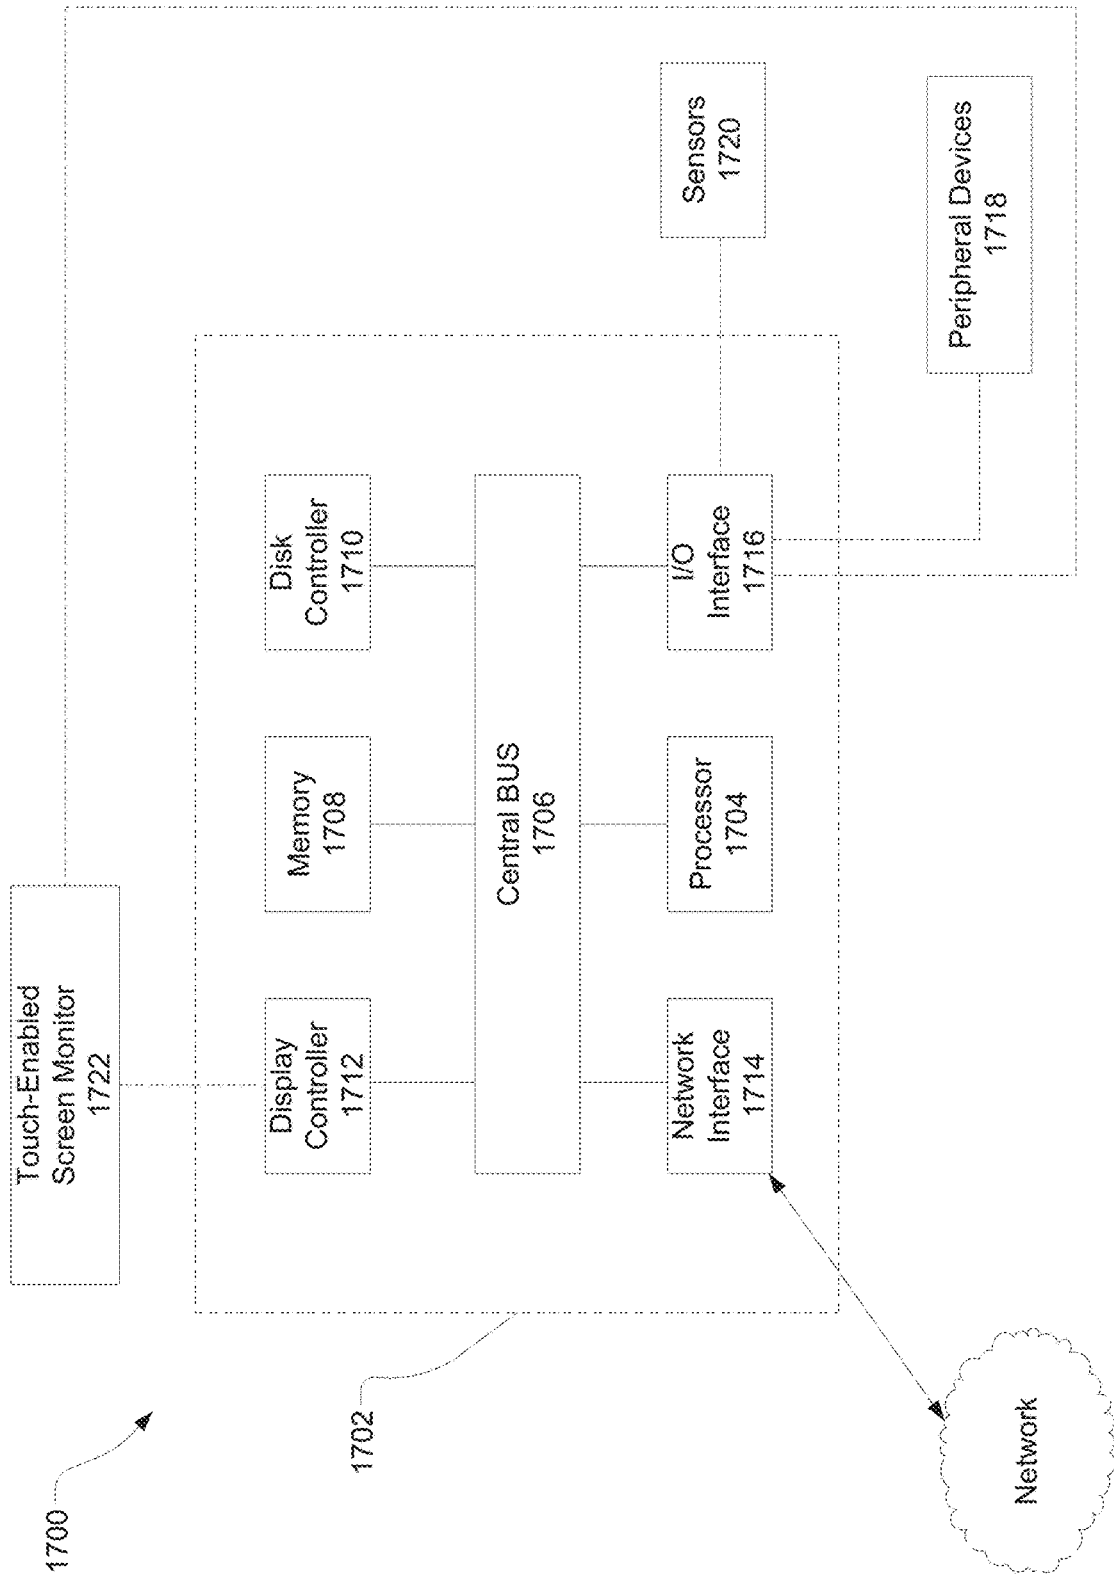 1700
1702
Touch-Enabled
Screen Monitor
1722
Display
Controller
1712
Memory
1708
Disk
Controller
1710
Central BUS
1706
Network
Interface
1714
Processor
1704
I/O
Interface
1716
Sensors
1720
Peripheral Devices
1718
Network